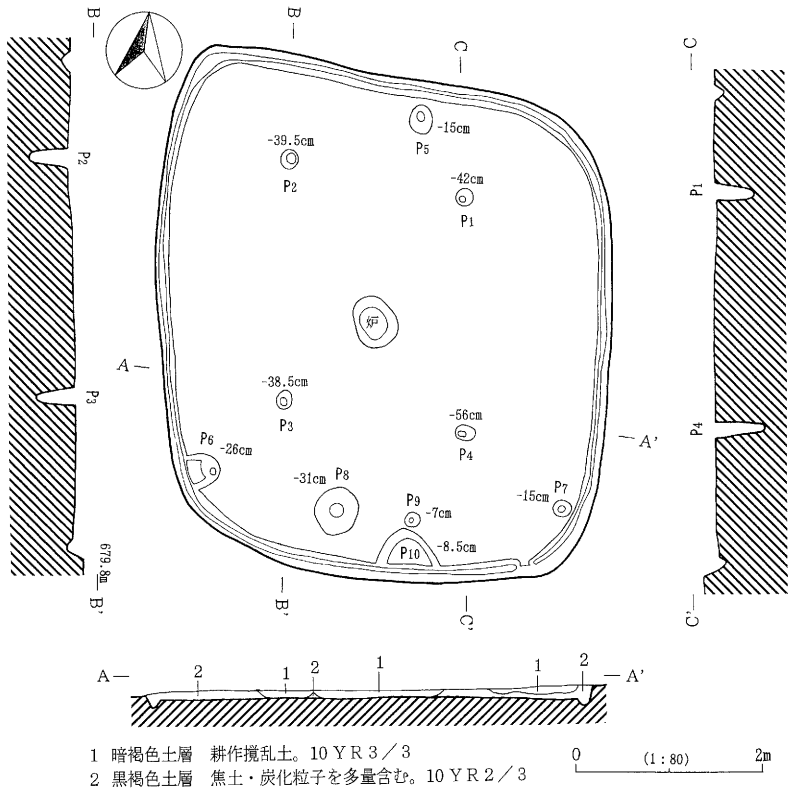 B
B
C
C
-15cm
P5
-39.5cm
P2
-42cm
P1
P2
P1
炉
A
-38.5cm
P3
P3
-56cm
P4
P4
A'
P6
-26cm
-31cm
P8
P7
-15cm
P9
-7cm
P10
-8.5cm
679.8m
B'
B'
C'
C'
A
2
1
2
1
1
2
A'
1 暗褐色土層 耕作撹乱土。10YR3/3
2 黒褐色土層 焦土・炭化粒子を多量含む。10YR2/3
0 (1:80) 2m